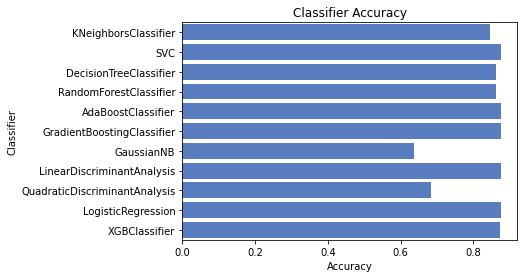 Classifier Accuracy
KNeighborsClassifier
SVC
DecisionTreeClassifier
RandomForestClassifier
AdaBoostClassifier
GradientBoostingClassifier
GaussianNB
LinearDiscriminantAnalysis
QuadraticDiscriminantAnalysis
LogisticRegression
XGBClassifier
Classifier
0.0 0.2 0.4 0.6 0.8
Accuracy